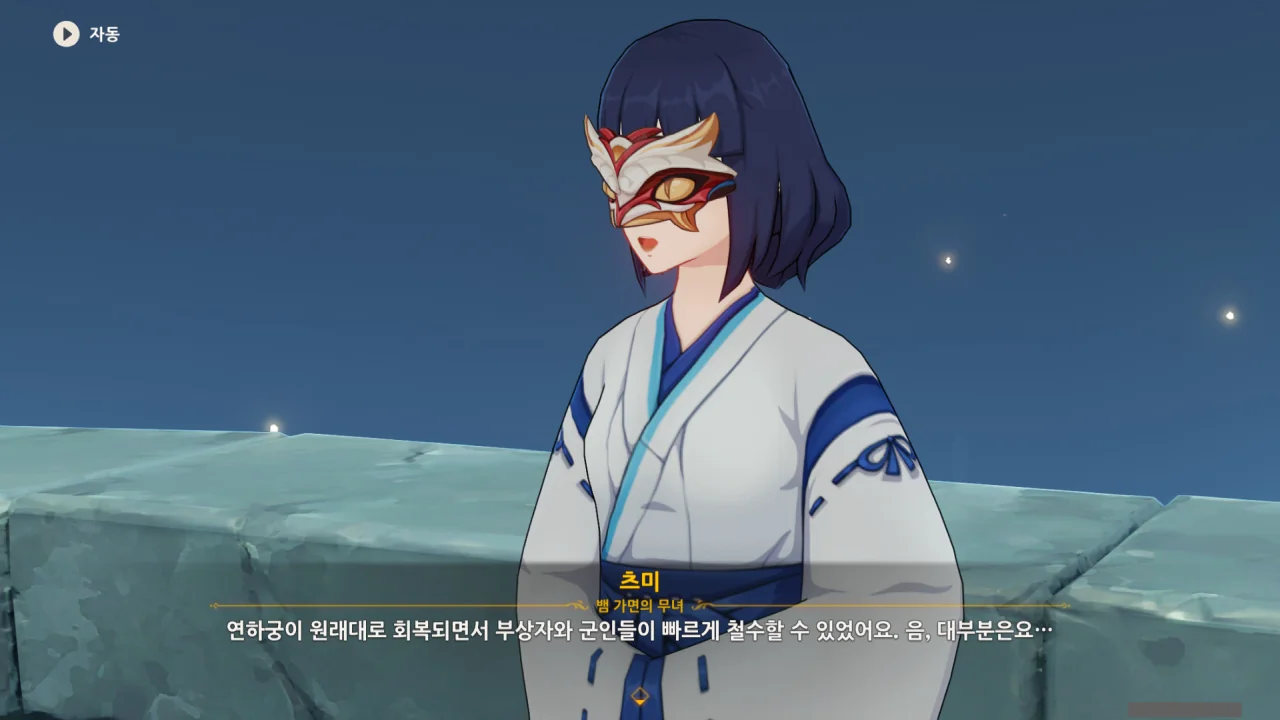 자동
츠미
뱀 가면의 무녀
연하궁이 원래대로 회복되면서 부상자와 군인들이 빠르게 철수할 수 있었어요. 음, 대부분은요…